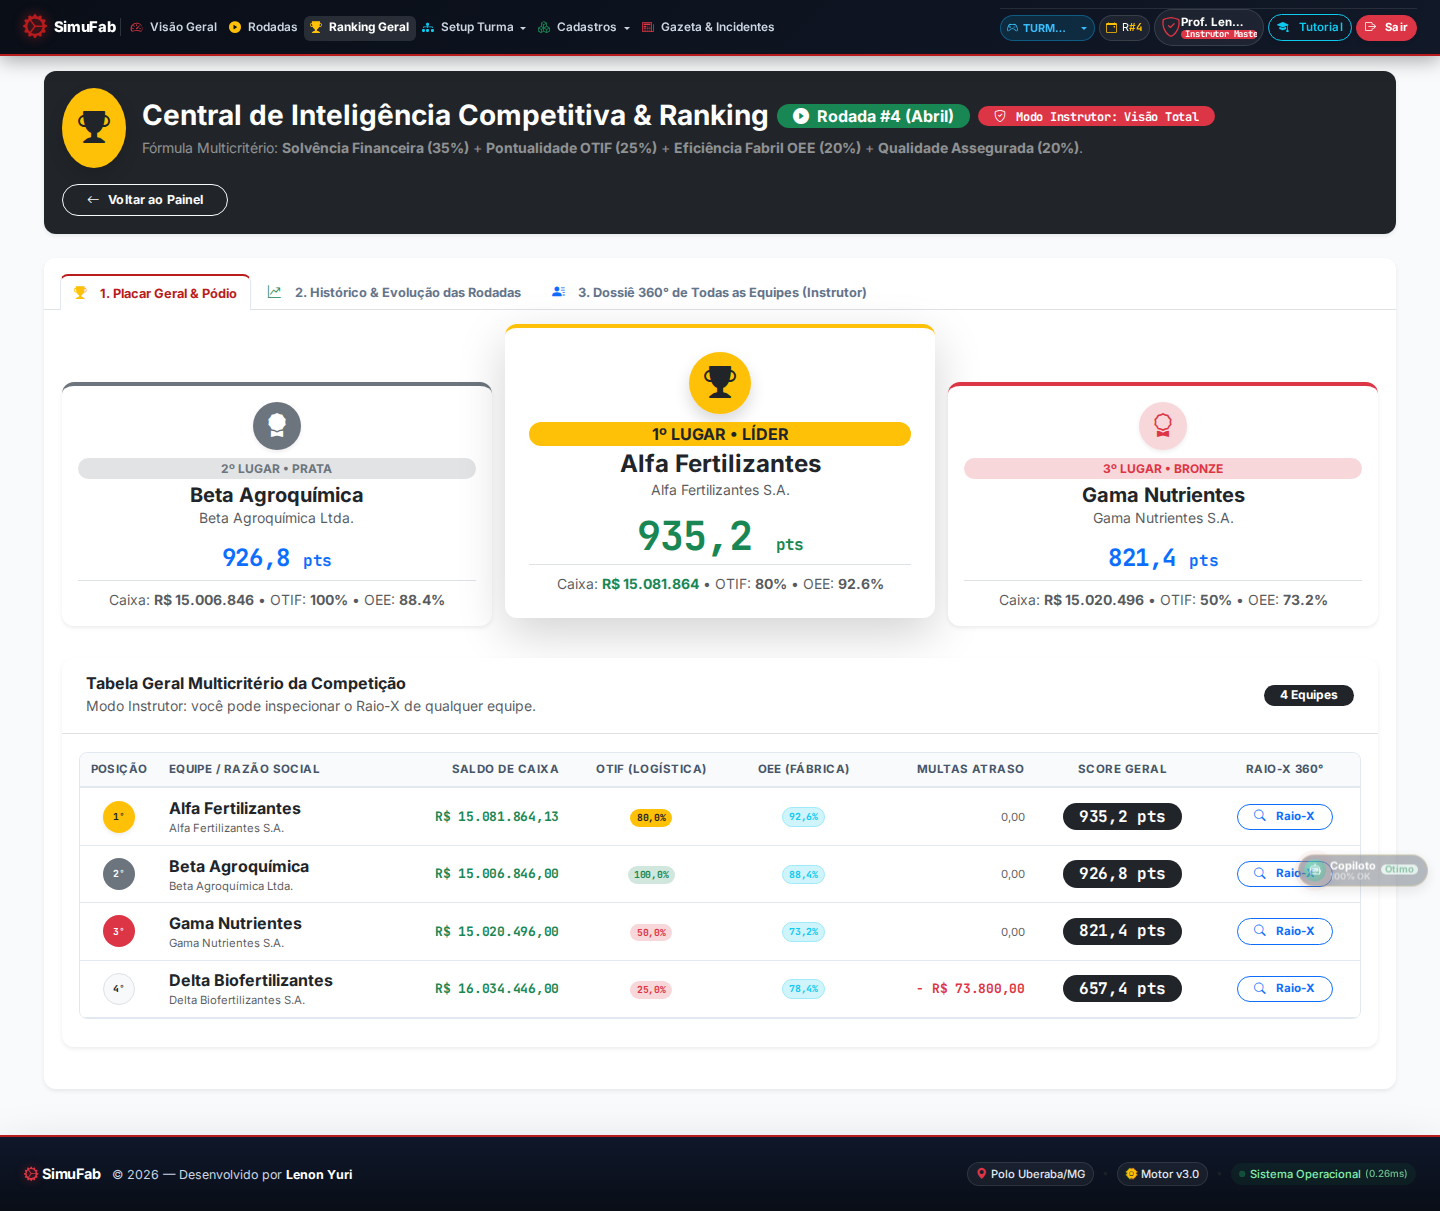 SimuFab
Visão Geral
Rodadas
Ranking Geral
Setup Turma
Cadastros
Gazeta & Incidentes
TURM...
R#4
Prof. Len...
Instrutor Maste
Tutorial
Sair
Central de Inteligência Competitiva & Ranking
Rodada #4 (Abril)
Modo Instrutor: Visão Total
Fórmula Multicritério: Solvência Financeira (35%) + Pontualidade OTIF (25%) + Eficiência Fabril OEE (20%) + Qualidade Assegurada (20%).
Voltar ao Painel
1. Placar Geral & Pódio
2. Histórico & Evolução das Rodadas
3. Dossiê 360° de Todas as Equipes (Instrutor)
2º LUGAR • PRATA
Beta Agroquímica
Beta Agroquímica Ltda.
926,8 pts
Caixa: R$ 15.006.846 • OTIF: 100% • OEE: 88.4%
1º LUGAR • LÍDER
Alfa Fertilizantes
Alfa Fertilizantes S.A.
935,2 pts
Caixa: R$ 15.081.864 • OTIF: 80% • OEE: 92.6%
3º LUGAR • BRONZE
Gama Nutrientes
Gama Nutrientes S.A.
821,4 pts
Caixa: R$ 15.020.496 • OTIF: 50% • OEE: 73.2%
Tabela Geral Multicritério da Competição
Modo Instrutor: você pode inspecionar o Raio-X de qualquer equipe.
4 Equipes
POSIÇÃO EQUIPE / RAZÃO SOCIAL SALDO DE CAIXA OTIF (LOGÍSTICA) OEE (FÁBRICA) MULTAS ATRASO SCORE GERAL RAIO-X 360°
1° Alfa Fertilizantes R$ 15.081.864,13 80,0% 92,6% 0,00 935,2 pts Raio-X
Alfa Fertilizantes S.A.
2° Beta Agroquímica R$ 15.006.846,00 100,0% 88,4% 0,00 926,8 pts Raio-X
Beta Agroquímica Ltda.
Copiloto
100% OK
Ótimo
3° Gama Nutrientes R$ 15.020.496,00 50,0% 73,2% 0,00 821,4 pts Raio-X
Gama Nutrientes S.A.
4° Delta Biofertilizantes R$ 16.034.446,00 25,0% 78,4% - R$ 73.800,00 657,4 pts Raio-X
Delta Biofertilizantes S.A.
SimuFab © 2026 — Desenvolvido por Lenon Yuri
Polo Uberaba/MG
Motor v3.0
Sistema Operacional (0.26ms)